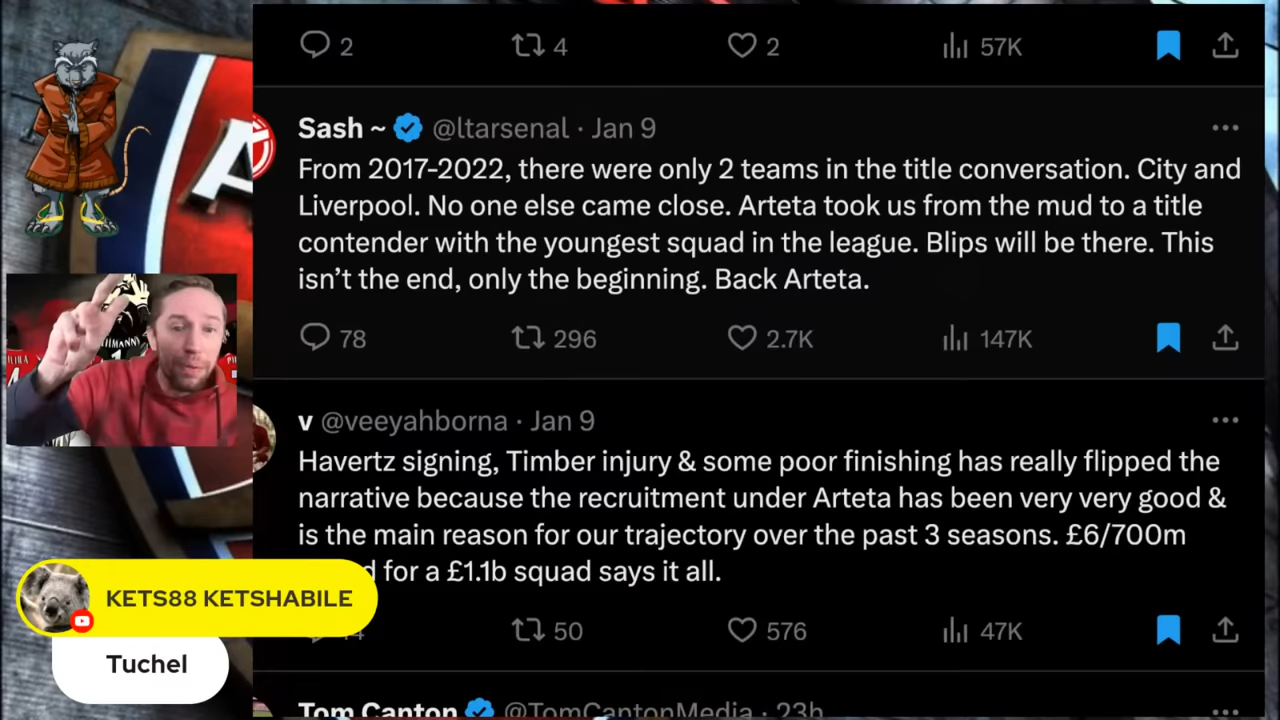 2 4 2 57K
Sash ~ @ltarsenal · Jan 9
From 2017-2022, there were only 2 teams in the title conversation. City and
Liverpool. No one else came close. Arteta took us from the mud to a title
contender with the youngest squad in the league. Blips will be there. This
isn't the end, only the beginning. Back Arteta.
78 296 2.7K 147K
v @veeyahborna · Jan 9
Havertz signing, Timber injury & some poor finishing has really flipped the
narrative because the recruitment under Arteta has been very very good &
is the main reason for our trajectory over the past 3 seasons. £6/700m
for a £1.1b squad says it all.
KETS88 KETSHABILE
50 576 47K
Tuchel
Tom Canton @TomCantonMedia · 23h